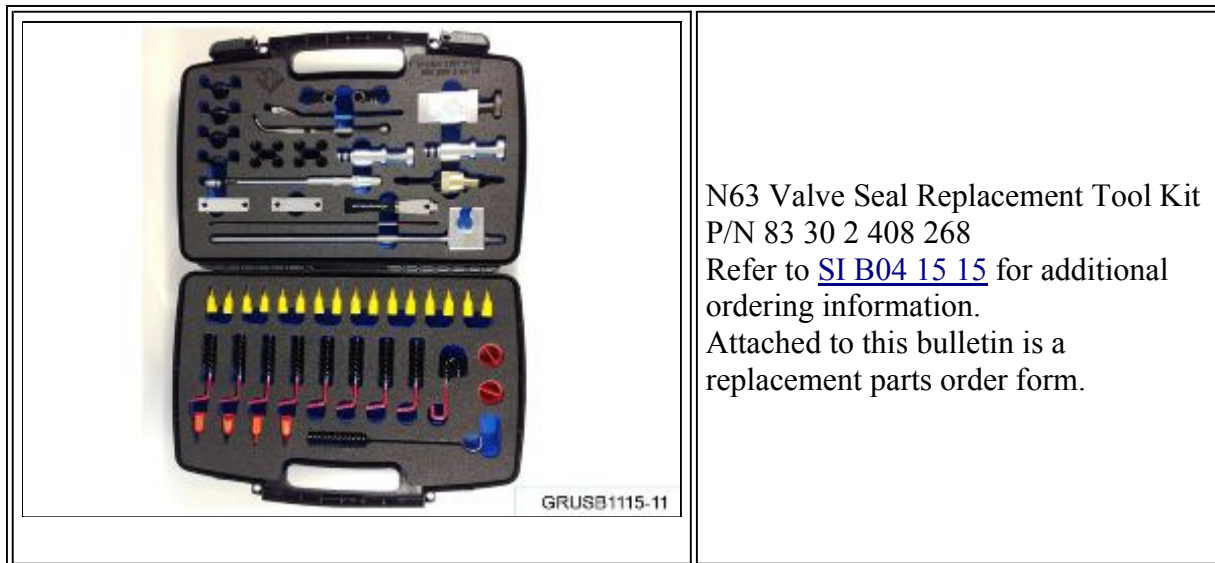 GRUSB1115-11
N63 Valve Seal Replacement Tool Kit
P/N 83 30 2 408 268
Refer to SI B04 15 15 for additional
ordering information.
Attached to this bulletin is a
replacement parts order form.